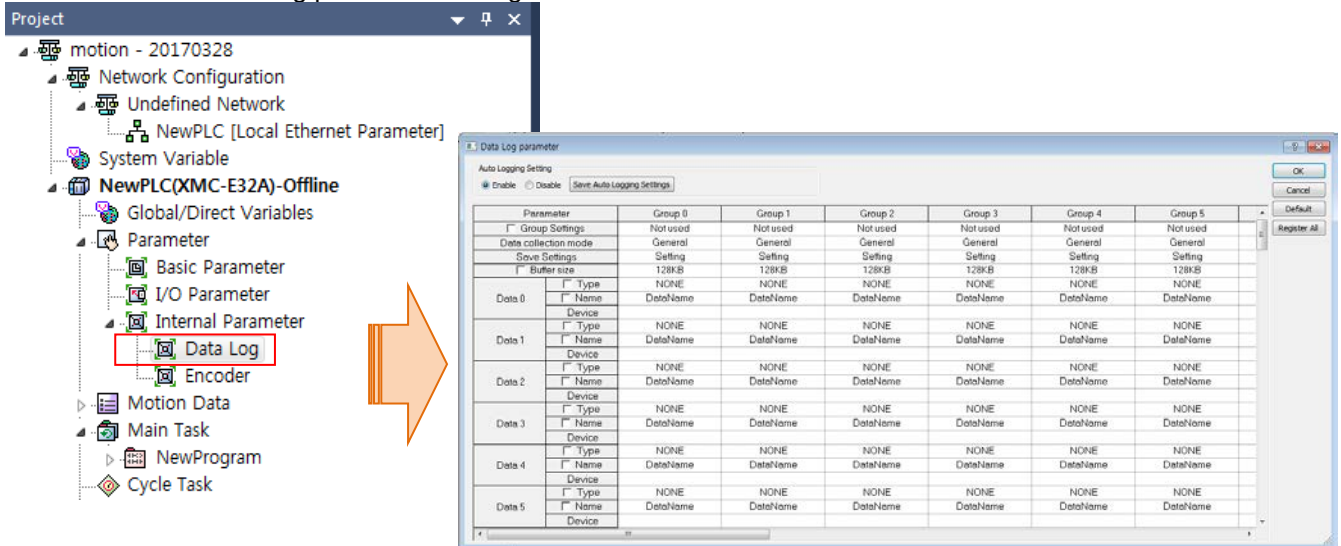 Project
motion - 20170328
Network Configuration
Undefined Network
NewPLC [Local Ethernet Parameter]
System Variable
NewPLC(XMC-E32A)-Offline
Global/Direct Variables
Parameter
Basic Parameter
I/O Parameter
Internal Parameter
Data Log
Encoder
Motion Data
Main Task
NewProgram
Cycle Task
Data Log parameter
Auto Logging Setting
Enable Disable Save Auto Logging Settings
OK
Cancel
Default
Register All
Parameter Group 0 Group 1 Group 2 Group 3 Group 4 Group 5
Group Settings Not used Not used Not used Not used Not used Not used
Data collection mode General General General General General General
Save Settings Setting Setting Setting Setting Setting Setting
Buffer size 128KB 128KB 128KB 128KB 128KB 128KB
Type NONE NONE NONE NONE NONE NONE
Data 0 Name DataName DataName DataName DataName DataName DataName
Device
Type NONE NONE NONE NONE NONE NONE
Data 1 Name DataName DataName DataName DataName DataName DataName
Device
Type NONE NONE NONE NONE NONE NONE
Data 2 Name DataName DataName DataName DataName DataName DataName
Device
Type NONE NONE NONE NONE NONE NONE
Data 3 Name DataName DataName DataName DataName DataName DataName
Device
Type NONE NONE NONE NONE NONE NONE
Data 4 Name DataName DataName DataName DataName DataName DataName
Device
Type NONE NONE NONE NONE NONE NONE
Data 5 Name DataName DataName DataName DataName DataName DataName
Device